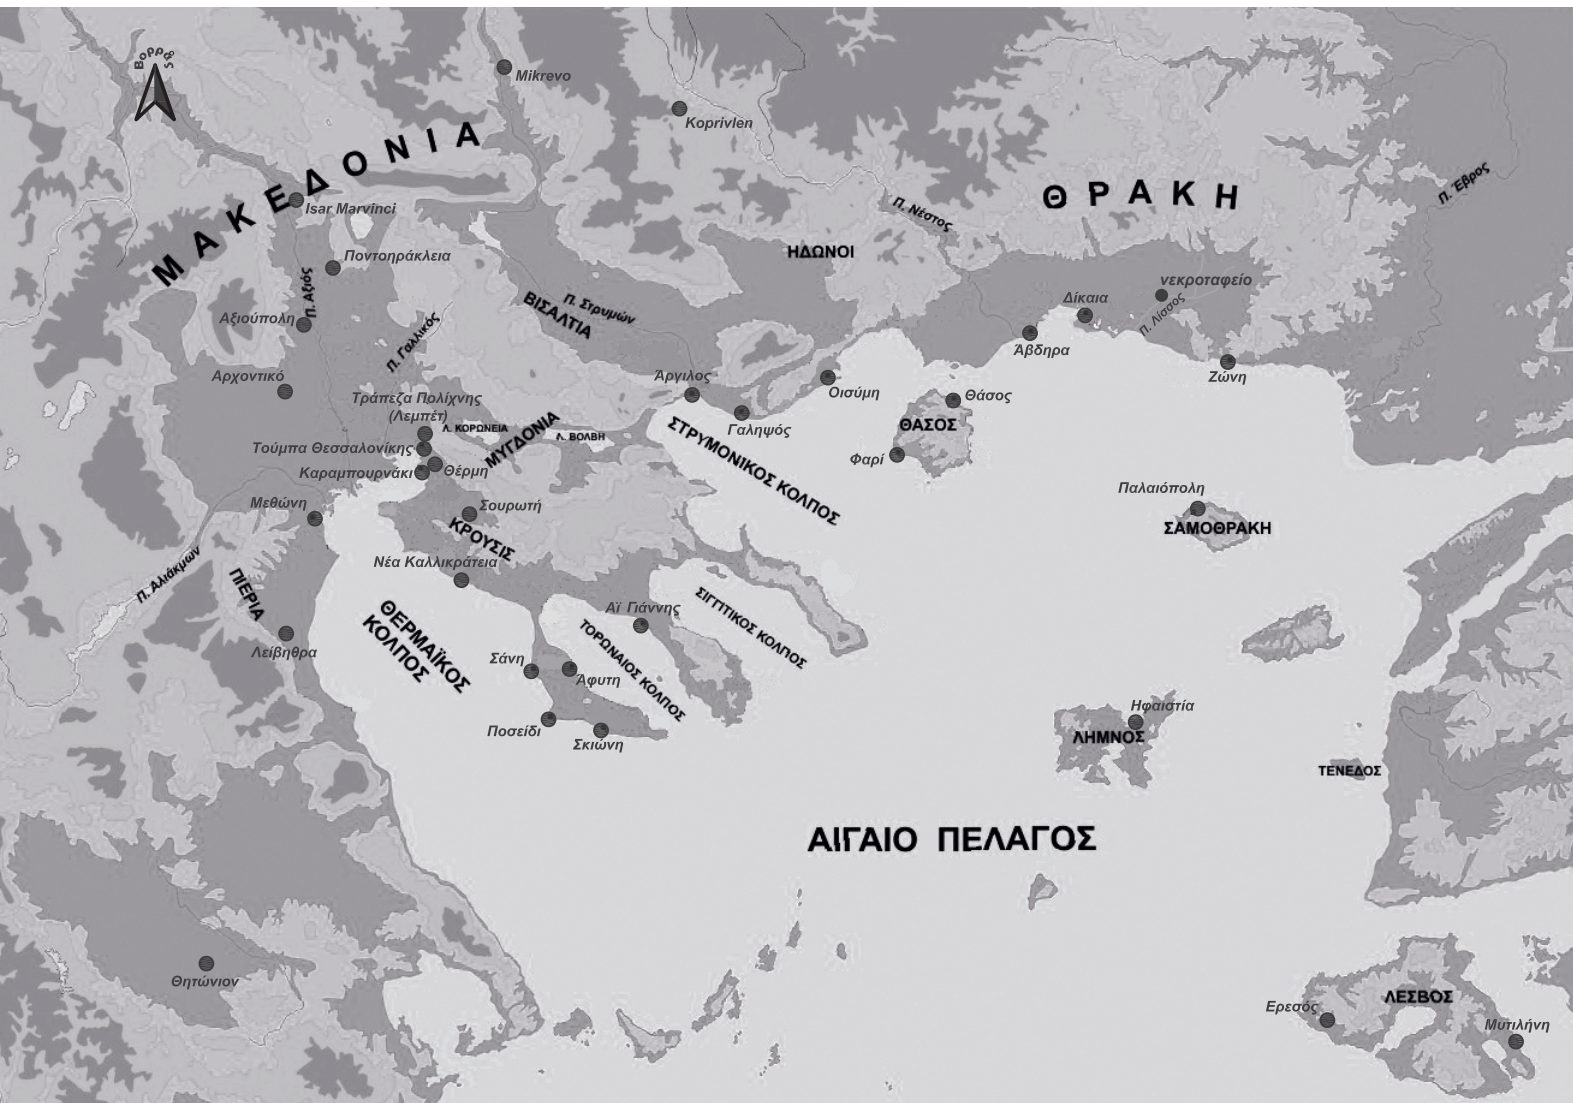 Βορράς
Mikrevo
Koprivlen
ΜΑΚΕΔΟΝΙΑ
ΘΡΑΚΗ
Π. Έβρος
Isar Marvinci
Π. Νέστος
Ποντοηράκλεια
ΗΔΩΝΟΙ
Π. Αξιός
νεκροταφείο
Π. Λίσσος
Δίκαια
Αξιούπολη
ΒΙΣΑΛΤΙΑ
Π. Στρυμών
Π. Γαλλικός
Άβδηρα
Αρχοντικό
Άργιλος
Οισύμη
Ζώνη
Τράπεζα Πολίχνης
(Λεμπέτ)
Θάσος
Γαληψός
ΘΑΣΟΣ
Λ. ΚΟΡΩΝΕΙΑ
Λ. ΒΟΛΒΗ
ΜΥΓΔΟΝΙΑ
Τούμπα Θεσσαλονίκης
Καραμπουρνάκι
Θέρμη
Φαρί
ΣΤΡΥΜΟΝΙΚΟΣ ΚΟΛΠΟΣ
Μεθώνη
Σουρωτή
Παλαιόπολη
ΣΑΜΟΘΡΑΚΗ
ΚΡΟΥΣΙΣ
Νέα Καλλικράτεια
Π. Αλιάκμων
ΠΙΕΡΙΑ
Αϊ Γιάννης
ΣΙΓΓΙΤΙΚΟΣ ΚΟΛΠΟΣ
ΘΕΡΜΑΪΚΟΣ
ΚΟΛΠΟΣ
ΤΟΡΩΝΑΙΟΣ ΚΟΛΠΟΣ
Λείβηθρα
Σάνη
Άφυτη
Ποσείδι
Σκιώνη
Ηφαιστία
ΛΗΜΝΟΣ
ΤΕΝΕΔΟΣ
ΑΙΓΑΙΟ ΠΕΛΑΓΟΣ
Θητώνιον
ΛΕΣΒΟΣ
Ερεσός
Μυτιλήνη